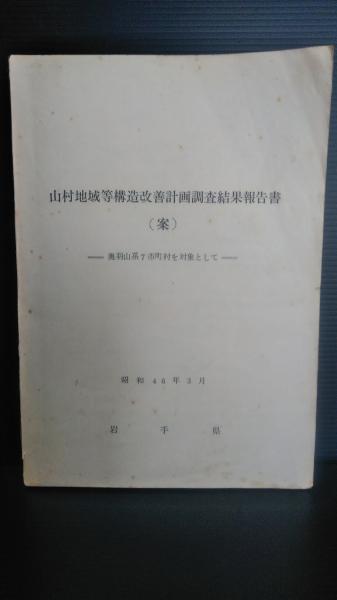 山村地域等構造改善計画調査結果報告書
（案）
── 奥羽山系7市町村を対象として ──
昭和46年3月
岩手県